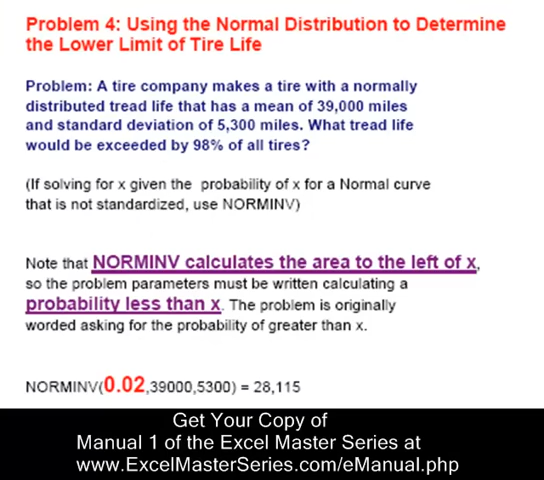 Problem 4: Using the Normal Distribution to Determine
the Lower Limit of Tire Life
Problem: A tire company makes a tire with a normally
distributed tread life that has a mean of 39,000 miles
and standard deviation of 5,300 miles. What tread life
would be exceeded by 98% of all tires?
(If solving for x given the probability of x for a Normal curve
that is not standardized, use NORMINV)
Note that NORMINV calculates the area to the left of x,
so the problem parameters must be written calculating a
probability less than x. The problem is originally
worded asking for the probability of greater than x.
NORMINV(0.02,39000,5300) = 28,115
Get Your Copy of
Manual 1 of the Excel Master Series at
www.ExcelMasterSeries.com/eManual.php